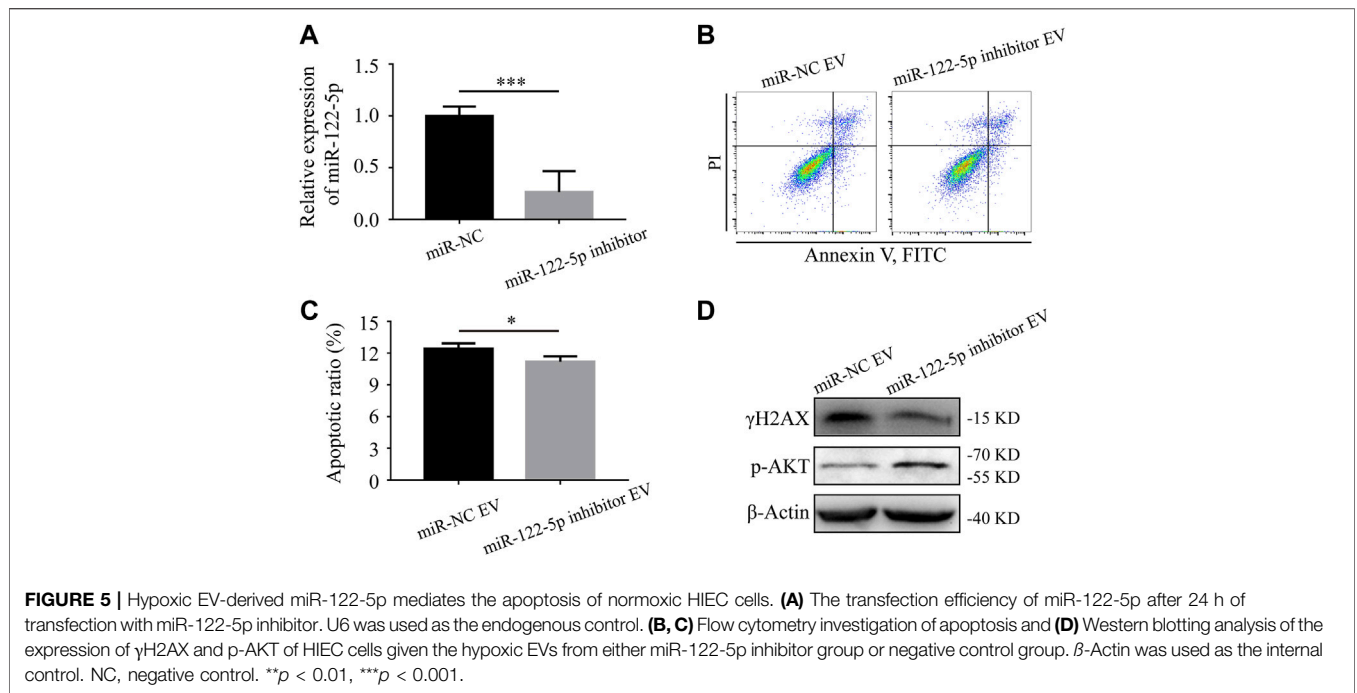 A
Relative expression
of miR-122-5p
1.5
1.0
0.5
0.0
***
miR-NC
miR-122-5p inhibitor
B
miR-NC EV
miR-122-5p inhibitor EV
PI
Annexin V, FITC
C
Apoptotic ratio (%)
15
12
9
6
3
0
*
miR-NC EV
miR-122-5p inhibitor EV
D
miR-NC EV
miR-122-5p inhibitor EV
γH2AX
-15 KD
p-AKT
-70 KD
-55 KD
β-Actin
-40 KD
FIGURE 5 | Hypoxic EV-derived miR-122-5p mediates the apoptosis of normoxic HIEC cells. (A) The transfection efficiency of miR-122-5p after 24 h of
transfection with miR-122-5p inhibitor. U6 was used as the endogenous control. (B, C) Flow cytometry investigation of apoptosis and (D) Western blotting analysis of the
expression of γH2AX and p-AKT of HIEC cells given the hypoxic EVs from either miR-122-5p inhibitor group or negative control group. ß-Actin was used as the internal
control. NC, negative control. **p < 0.01, ***p < 0.001.